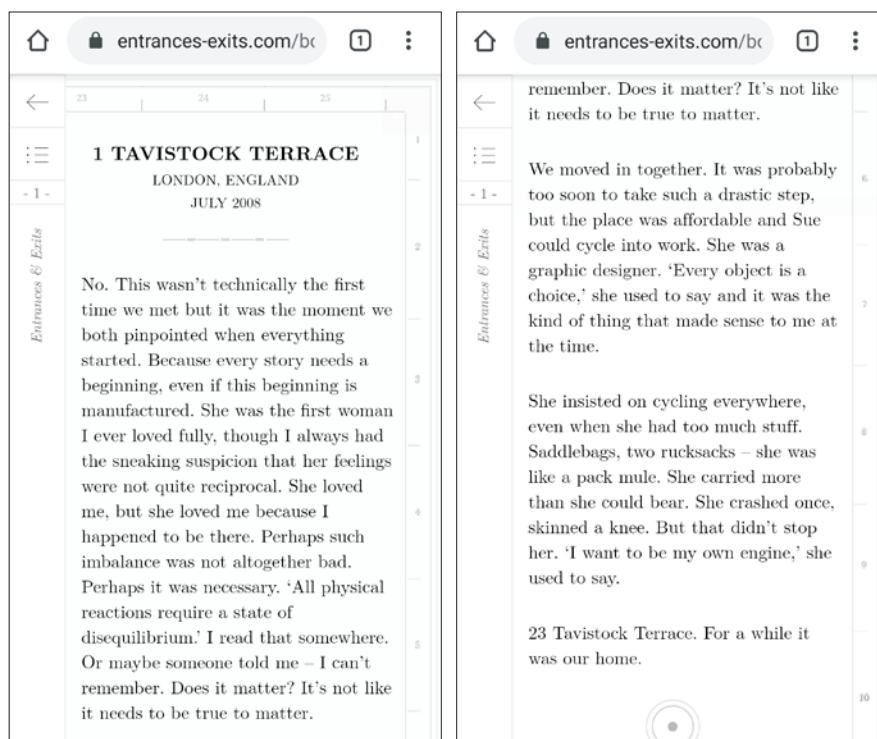 entrances-exits.com/bo
1
23
24
25
- 1 -
Entrances & Exits
1 TAVISTOCK TERRACE
LONDON, ENGLAND
JULY 2008
No. This wasn't technically the first
time we met but it was the moment we
both pinpointed when everything
started. Because every story needs a
beginning, even if this beginning is
manufactured. She was the first woman
I ever loved fully, though I always had
the sneaking suspicion that her feelings
were not quite reciprocal. She loved
me, but she loved me because I
happened to be there. Perhaps such
imbalance was not altogether bad.
Perhaps it was necessary. ‘All physical
reactions require a state of
disequilibrium.’ I read that somewhere.
Or maybe someone told me – I can't
remember. Does it matter? It's not like
it needs to be true to matter.
1
2
3
4
5
entrances-exits.com/bo
1
- 1 -
Entrances & Exits
remember. Does it matter? It's not like
it needs to be true to matter.
We moved in together. It was probably
too soon to take such a drastic step,
but the place was affordable and Sue
could cycle into work. She was a
graphic designer. ‘Every object is a
choice,’ she used to say and it was the
kind of thing that made sense to me at
the time.
She insisted on cycling everywhere,
even when she had too much stuff.
Saddlebags, two rucksacks – she was
like a pack mule. She carried more
than she could bear. She crashed once,
skinned a knee. But that didn't stop
her. ‘I want to be my own engine,’ she
used to say.
23 Tavistock Terrace. For a while it
was our home.
6
7
8
9
10